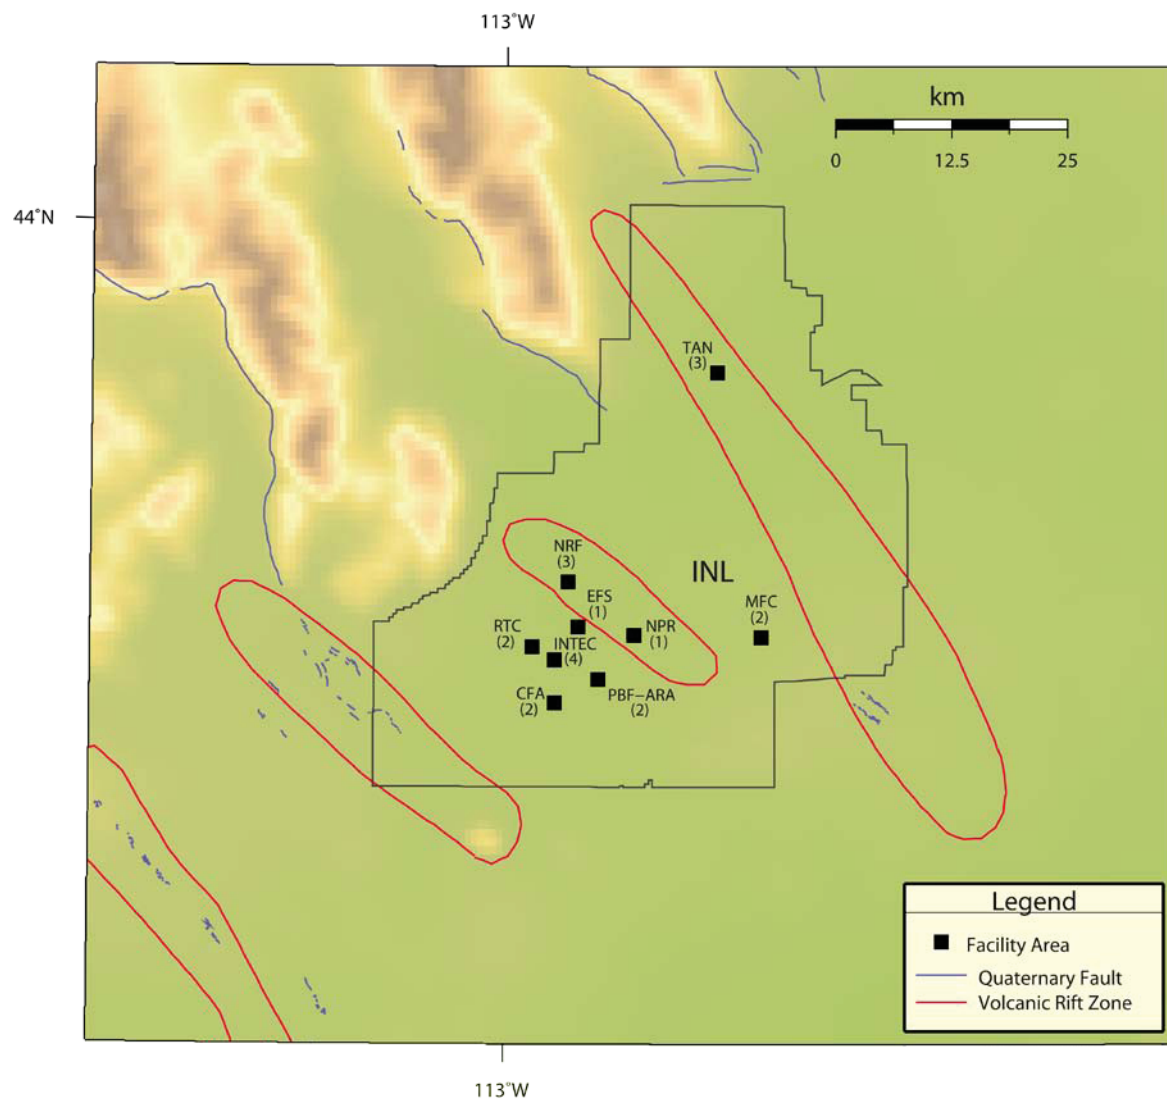 113°W
km
0 12.5 25
44°N
TAN
(3)
NRF
(3)
INL
EFS
(1)
MFC
(2)
RTC
(2)
NPR
(1)
INTEC
(4)
CFA
(2)
PBF–ARA
(2)
Legend
Facility Area
Quaternary Fault
Volcanic Rift Zone
113°W